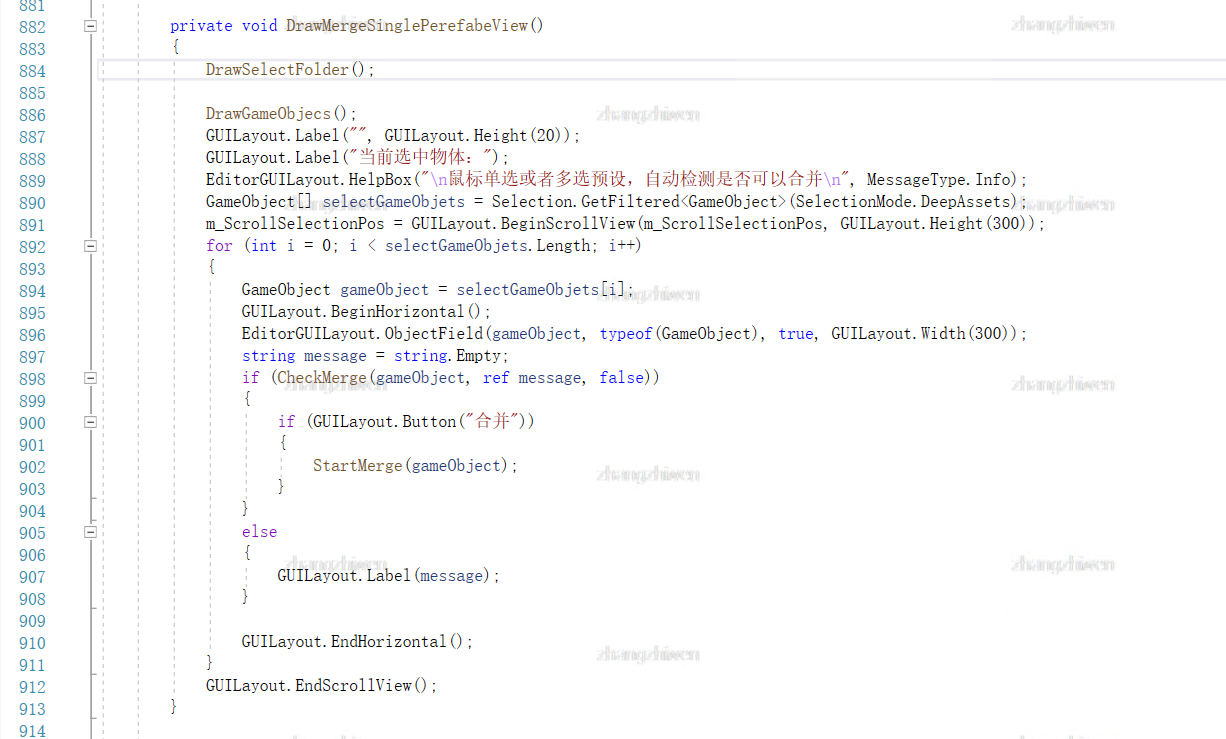 881
882 private void DrawMergeSinglePerefabeView()
883 {
884 DrawSelectFolder();
885
886 DrawGameObjecs();
887 GUILayout.Label("", GUILayout.Height(20));
888 GUILayout.Label("当前选中物体：");
889 EditorGUILayout.HelpBox("\n鼠标单选或者多选预设，自动检测是否可以合并\n", MessageType.Info);
890 GameObject[] selectGameObjets = Selection.GetFiltered<GameObject>(SelectionMode.DeepAssets);
891 m_ScrollSelectionPos = GUILayout.BeginScrollView(m_ScrollSelectionPos, GUILayout.Height(300));
892 for (int i = 0; i < selectGameObjets.Length; i++)
893 {
894 GameObject gameObject = selectGameObjets[i];
895 GUILayout.BeginHorizontal();
896 EditorGUILayout.ObjectField(gameObject, typeof(GameObject), true, GUILayout.Width(300));
897 string message = string.Empty;
898 if (CheckMerge(gameObject, ref message, false))
899 {
900 if (GUILayout.Button("合并"))
901 {
902 StartMerge(gameObject);
903 }
904 }
905 else
906 {
907 GUILayout.Label(message);
908 }
909
910 GUILayout.EndHorizontal();
911 }
912 GUILayout.EndScrollView();
913 }
914